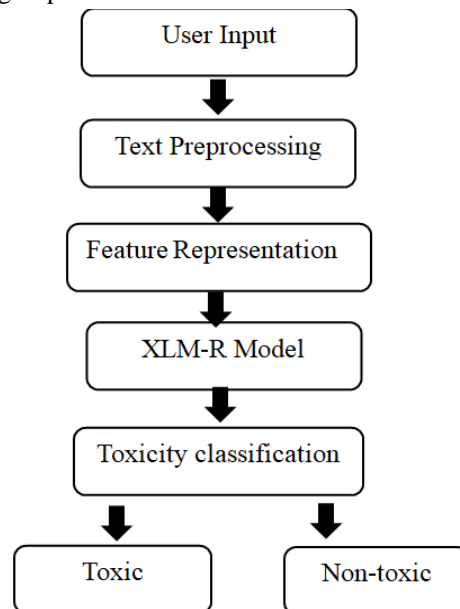 User Input
Text Preprocessing
Feature Representation
XLM-R Model
Toxicity classification
Toxic
Non-toxic